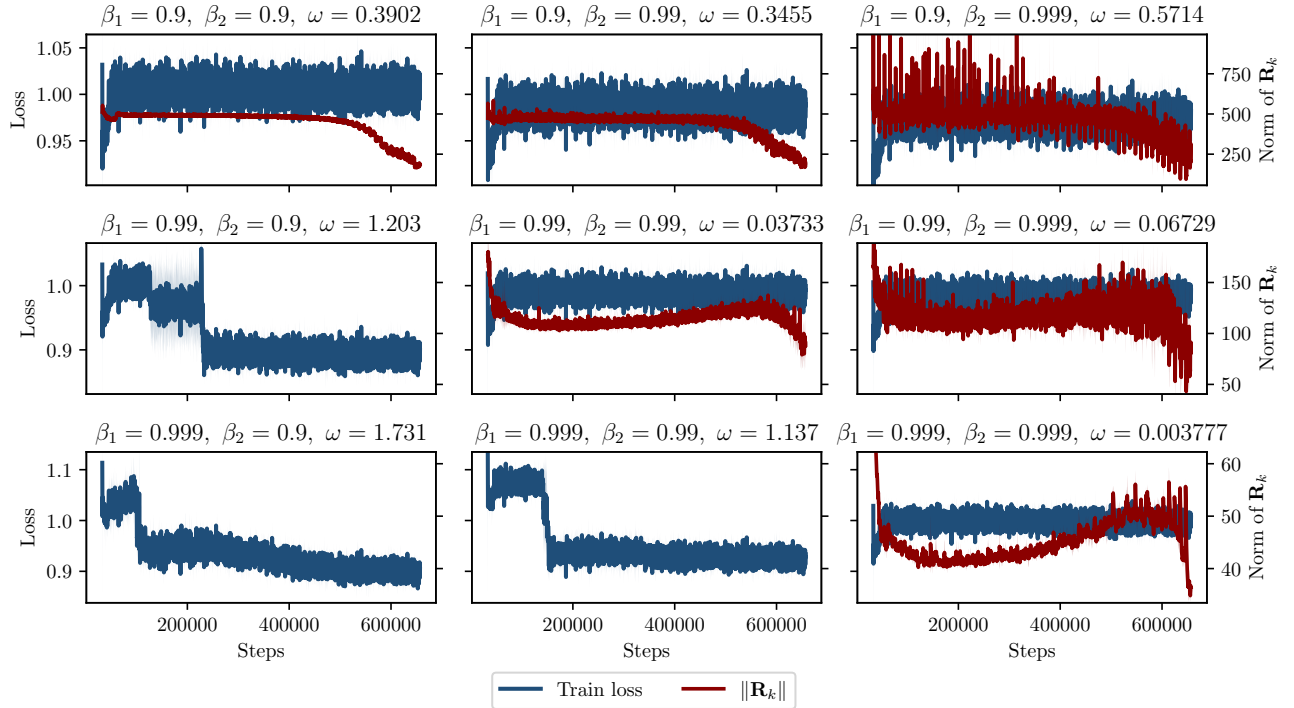 β₁ = 0.9, β₂ = 0.9, ω = 0.3902
β₁ = 0.9, β₂ = 0.99, ω = 0.3455
β₁ = 0.9, β₂ = 0.999, ω = 0.5714
Loss
1.05
1.00
0.95
750
500
250
Norm of R_k
β₁ = 0.99, β₂ = 0.9, ω = 1.203
β₁ = 0.99, β₂ = 0.99, ω = 0.03733
β₁ = 0.99, β₂ = 0.999, ω = 0.06729
Loss
1.0
0.9
150
100
50
Norm of R_k
β₁ = 0.999, β₂ = 0.9, ω = 1.731
β₁ = 0.999, β₂ = 0.99, ω = 1.137
β₁ = 0.999, β₂ = 0.999, ω = 0.003777
Loss
1.1
1.0
0.9
60
50
40
Norm of R_k
200000 400000 600000
200000 400000 600000
200000 400000 600000
Steps
Steps
Steps
Train loss
‖R_k‖